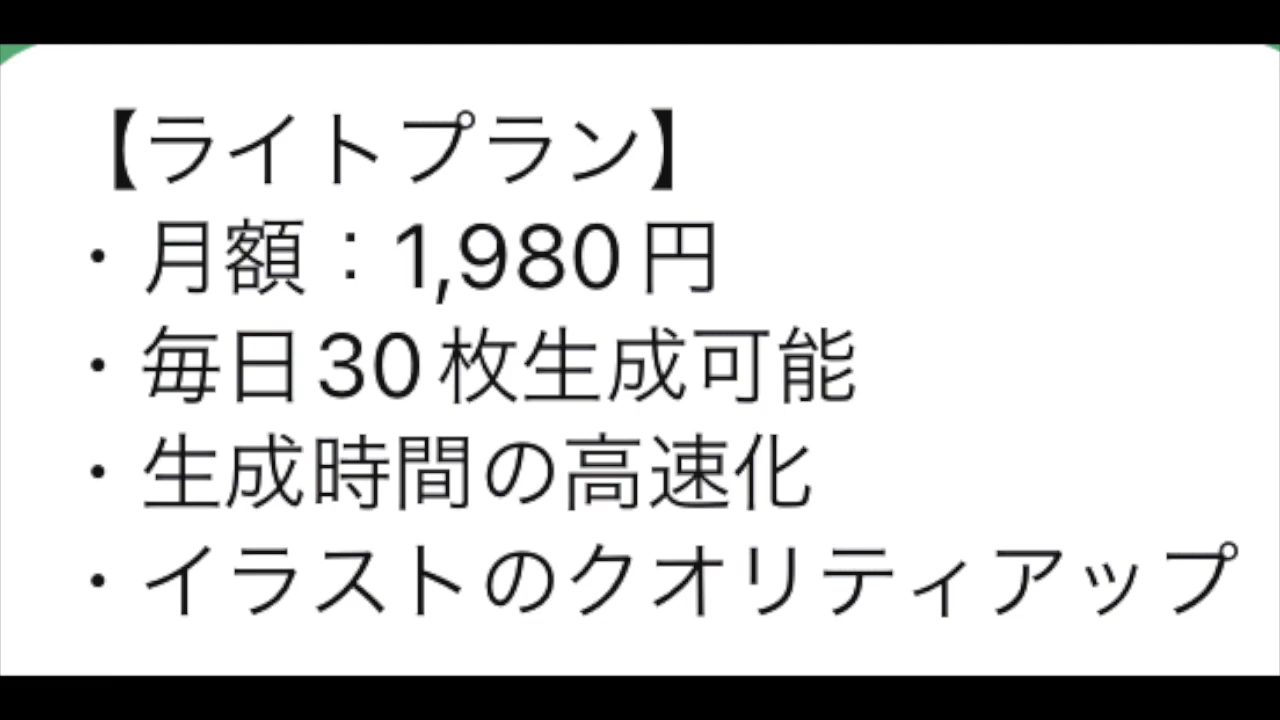 【ライトプラン】
・月額：1,980円
・毎日30枚生成可能
・生成時間の高速化
・イラストのクオリティアップ